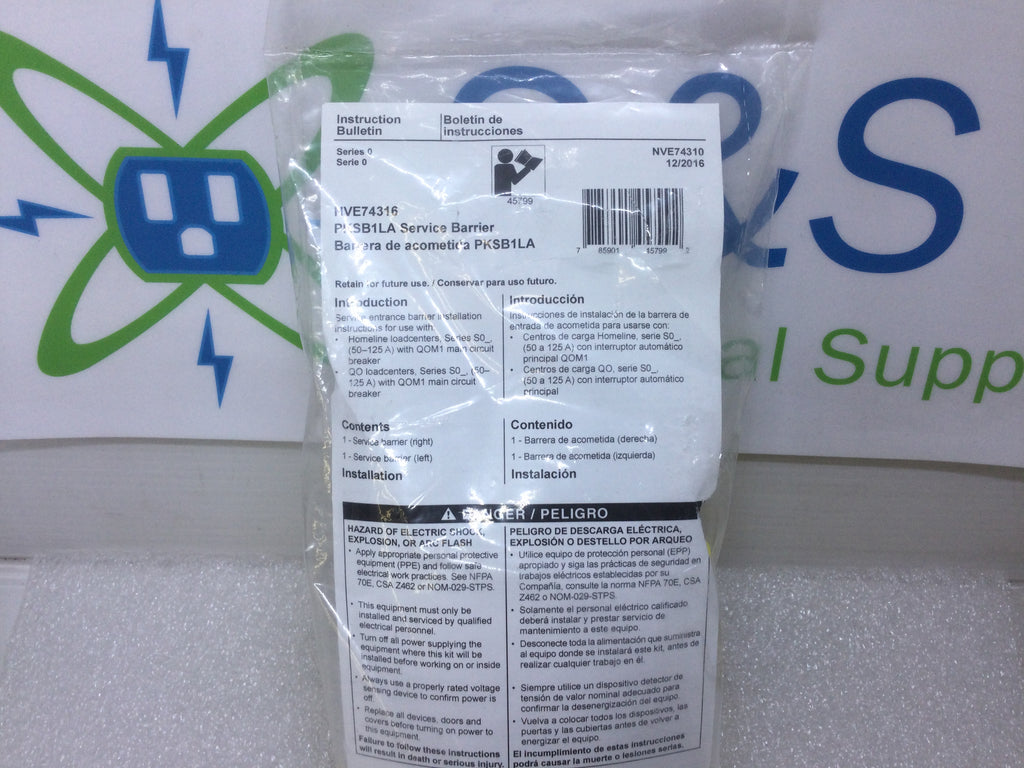 &S
al Supp
Instruction
Bulletin
Boletín de
instrucciones
Series 0
Serie 0
NVE74310
12/2016
45799
NVE74316
PKSB1LA Service Barrier
Barrera de acometida PKSB1LA
7 85901 15799 2
Retain for future use. / Conservar para uso futuro.
Introduction
Service entrance barrier installation
instructions for use with:
• Homeline loadcenters, Series S0_,
(50–125 A) with QOM1 main circuit
breaker
• QO loadcenters, Series S0_, (50–
125 A) with QOM1 main circuit
breaker
Introducción
Instrucciones de instalación de la barrera de
entrada de acometida para usarse con:
• Centros de carga Homeline, serie S0_,
(50 a 125 A) con interruptor automático
principal QOM1
• Centros de carga QO, serie S0_,
(50 a 125 A) con interruptor automático
principal
Contents
1 - Service barrier (right)
1 - Service barrier (left)
Installation
Contenido
1 - Barrera de acometida (derecha)
1 - Barrera de acometida (izquierda)
Instalación
DANGER / PELIGRO
HAZARD OF ELECTRIC SHOCK,
EXPLOSION, OR ARC FLASH
• Apply appropriate personal protective
equipment (PPE) and follow safe
electrical work practices. See NFPA
70E, CSA Z462 or NOM-029-STPS.
• This equipment must only be
installed and serviced by qualified
electrical personnel.
• Turn off all power supplying the
equipment where this kit will be
installed before working on or inside
equipment.
• Always use a properly rated voltage
sensing device to confirm power is
off.
• Replace all devices, doors and
covers before turning on power to
this equipment.
Failure to follow these instructions
will result in death or serious injury.
PELIGRO DE DESCARGA ELÉCTRICA,
EXPLOSIÓN O DESTELLO POR ARQUEO
• Utilice equipo de protección personal (EPP)
apropiado y siga las prácticas de seguridad en
trabajos eléctricos establecidas por su
Compañía, consulte la norma NFPA 70E, CSA
Z462 o NOM-029-STPS.
• Solamente el personal eléctrico calificado
deberá instalar y prestar servicio de
mantenimiento a este equipo.
• Desconecte toda la alimentación que suministra
al equipo donde se instalará este kit, antes de
realizar cualquier trabajo en él.
• Siempre utilice un dispositivo detector de
tensión de valor nominal adecuado para
confirmar la desenergización del equipo.
• Vuelva a colocar todos los dispositivos, las
puertas y las cubiertas antes de volver a
energizar el equipo.
El incumplimiento de estas instrucciones
podrá causar la muerte o lesiones serias.